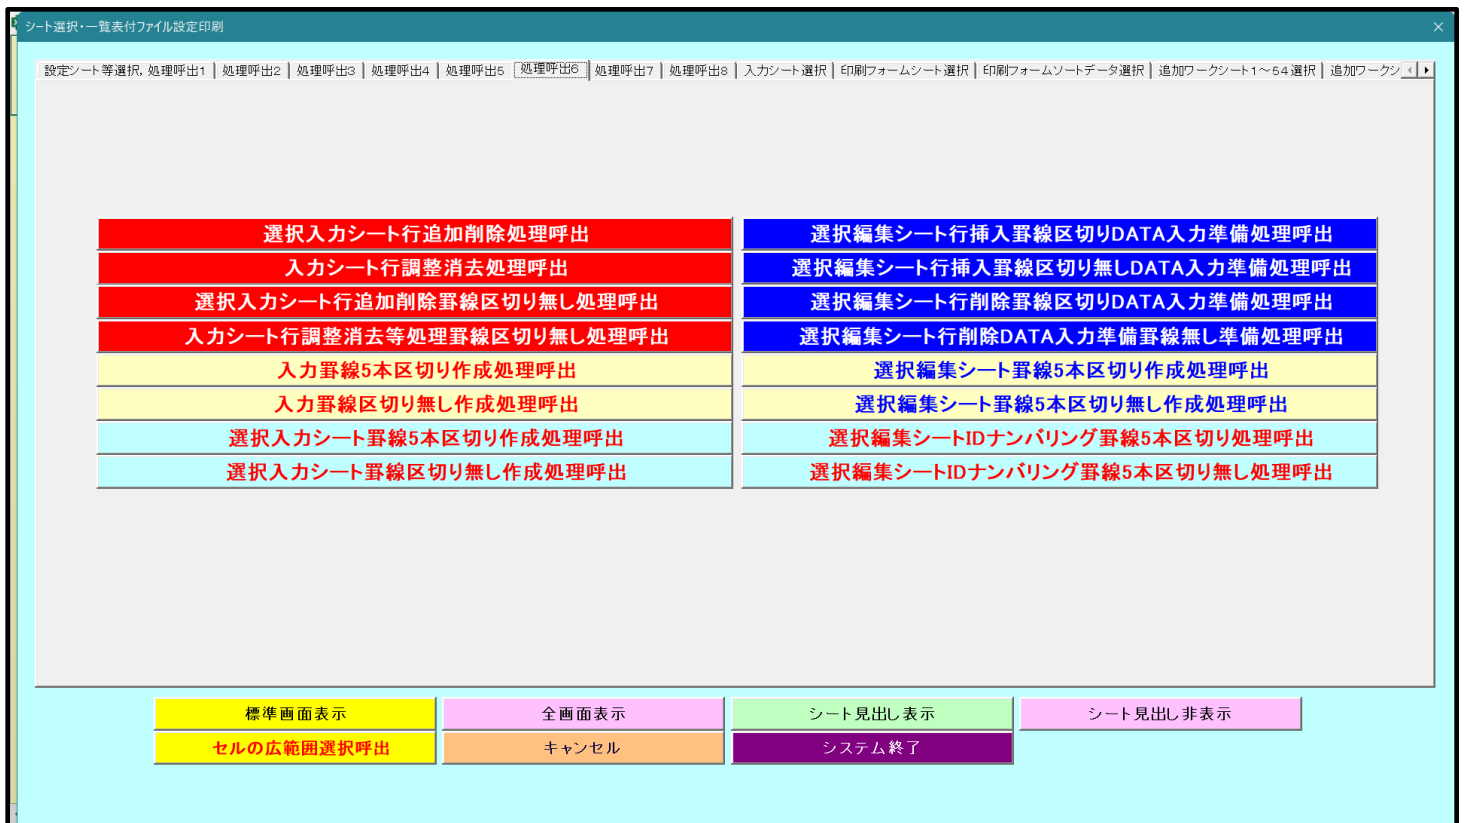 シート選択・一覧表付ファイル設定印刷
設定シート等選択, 処理呼出1 処理呼出2 処理呼出3 処理呼出4 処理呼出5 処理呼出6 処理呼出7 処理呼出8 入力シート選択 印刷フォームシート選択 印刷フォームソートデータ選択 追加ワークシート1～54選択 追加ワークシ
選択入力シート行追加削除処理呼出
入力シート行調整消去処理呼出
選択入力シート行追加削除罫線区切り無し処理呼出
入力シート行調整消去等処理罫線区切り無し処理呼出
入力罫線5本区切り作成処理呼出
入力罫線区切り無し作成処理呼出
選択入力シート罫線5本区切り作成処理呼出
選択入力シート罫線区切り無し作成処理呼出
選択編集シート行挿入罫線区切りDATA入力準備処理呼出
選択編集シート行挿入罫線区切り無しDATA入力準備処理呼出
選択編集シート行削除罫線区切りDATA入力準備処理呼出
選択編集シート行削除DATA入力準備罫線無し準備処理呼出
選択編集シート罫線5本区切り作成処理呼出
選択編集シート罫線5本区切り無し作成処理呼出
選択編集シートIDナンバリング罫線5本区切り処理呼出
選択編集シートIDナンバリング罫線5本区切り無し処理呼出
標準画面表示 全画面表示 シート見出し表示 シート見出し非表示
セルの広範囲選択呼出 キャンセル システム終了